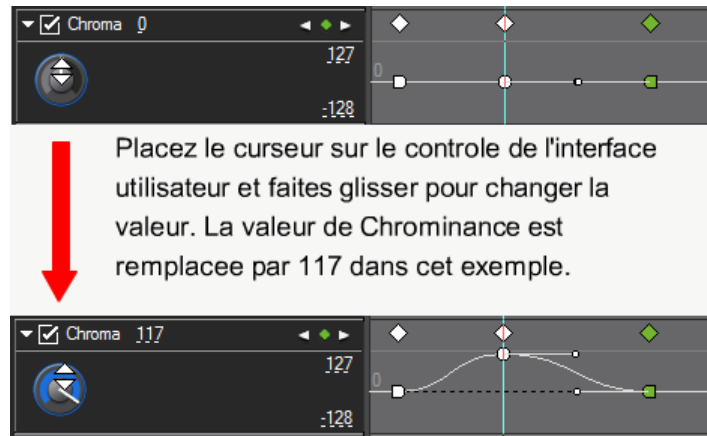 Chroma 0
127
0
-128
Placez le curseur sur le controle de l'interface
utilisateur et faites glisser pour changer la
valeur. La valeur de Chrominance est
remplacee par 117 dans cet exemple.
Chroma 117
127
0
-128